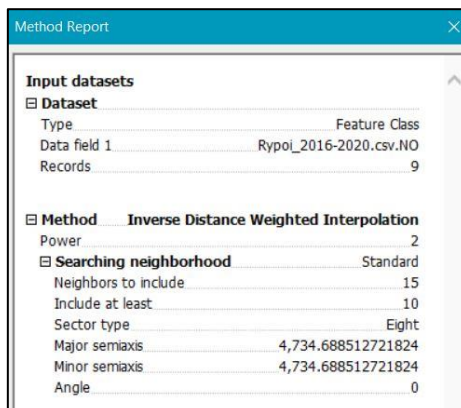 Method Report
Input datasets
Dataset
Type Feature Class
Data field 1 Rypoi_2016-2020.csv.NO
Records 9
Method Inverse Distance Weighted Interpolation
Power 2
Searching neighborhood Standard
Neighbors to include 15
Include at least 10
Sector type Eight
Major semiaxis 4,734.688512721824
Minor semiaxis 4,734.688512721824
Angle 0